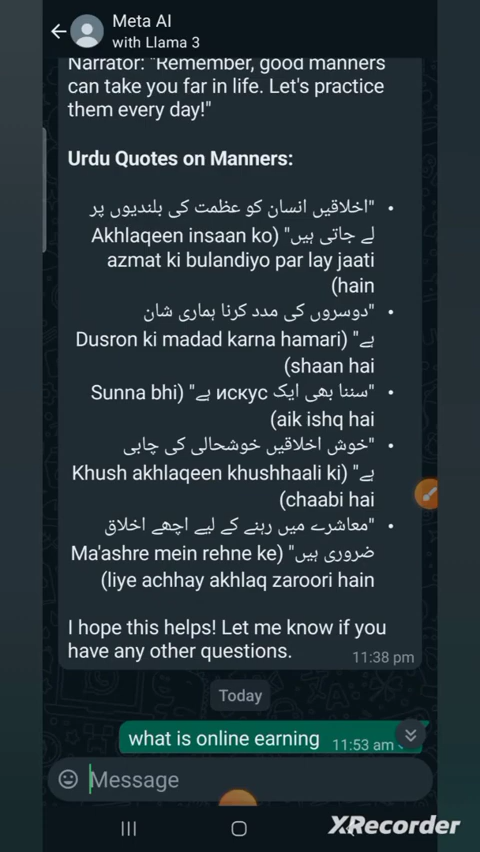 Meta AI
with Llama 3
Narrator: "Remember, good manners
can take you far in life. Let's practice
them every day!"
Urdu Quotes on Manners:
• "اخلاقیں انسان کو عظمت کی بلندیوں پر
لے جاتی ہیں" (Akhlaqeen insaan ko
azmat ki bulandiyo par lay jaati
hain)
• "دوسروں کی مدد کرنا ہماری شان
ہے" (Dusron ki madad karna hamari
shaan hai)
• "سننا بھی ایک искус ہے" (Sunna bhi
aik ishq hai)
• "خوش اخلاقیں خوشحالی کی چابی
ہے" (Khush akhlaqeen khushhaali ki
chaabi hai)
• "معاشرے میں رہنے کے لیے اچھے اخلاق
ضروری ہیں" (Ma'ashre mein rehne ke
liye achhay akhlaq zaroori hain)
I hope this helps! Let me know if you
have any other questions.
11:38 pm
Today
what is online earning 11:53 am
Message
XRecorder